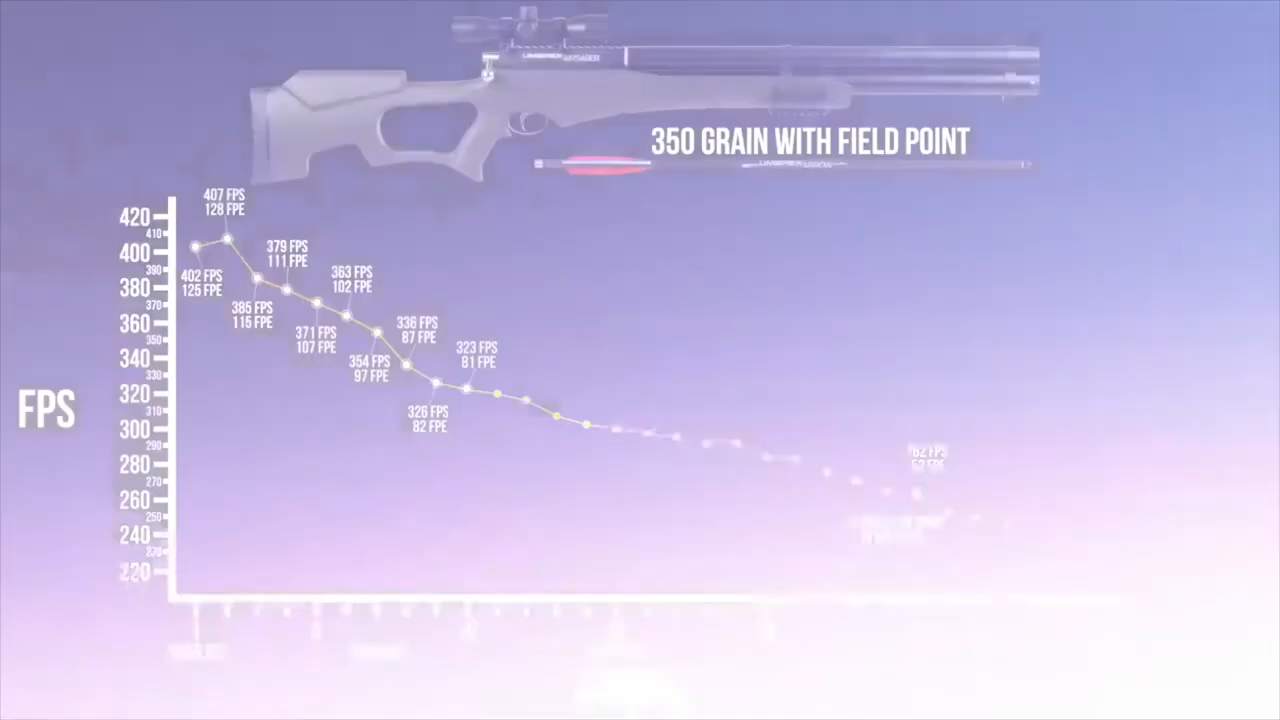 UMAREX AIRSABER
350 GRAIN WITH FIELD POINT
407 FPS
128 FPE
402 FPS
125 FPE
385 FPS
115 FPE
379 FPS
111 FPE
371 FPS
107 FPE
363 FPS
102 FPE
354 FPS
97 FPE
336 FPS
87 FPE
326 FPS
82 FPE
323 FPS
81 FPE
FPS
420
410
400
390
380
370
360
350
340
330
320
310
300
290
280
270
260
250
240
220